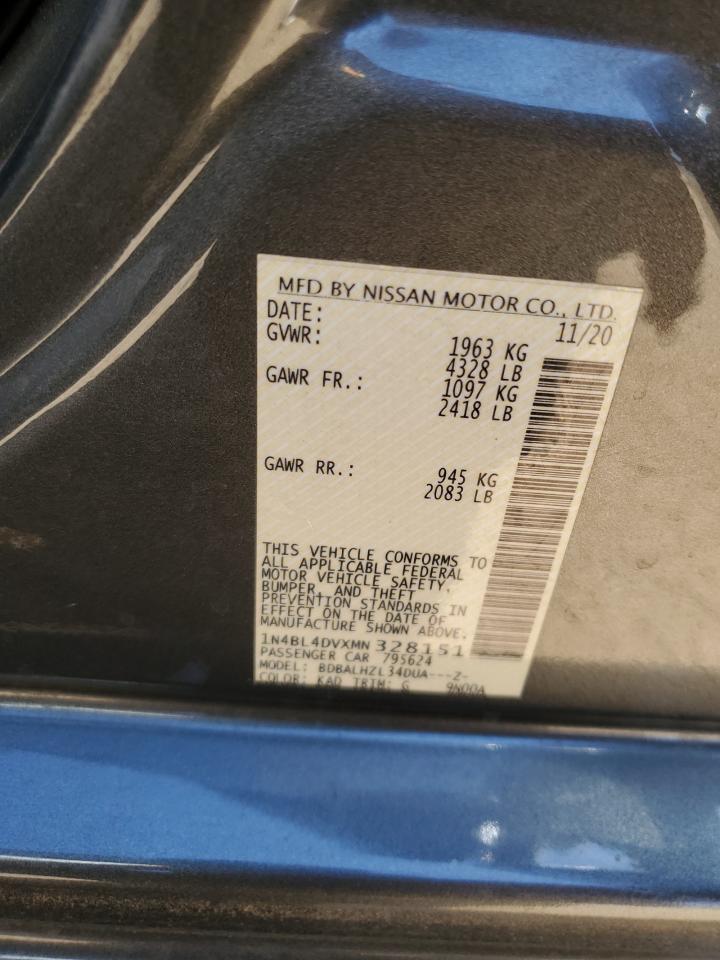 MFD BY NISSAN MOTOR CO., LTD.
DATE: 11/20
GVWR: 1963 KG
4328 LB
GAWR FR.: 1097 KG
2418 LB
GAWR RR.: 945 KG
2083 LB
THIS VEHICLE CONFORMS TO
ALL APPLICABLE FEDERAL
MOTOR VEHICLE SAFETY,
BUMPER, AND THEFT
PREVENTION STANDARDS IN
EFFECT ON THE DATE OF
MANUFACTURE SHOWN ABOVE.
1N4BL4DVXMN328151
PASSENGER CAR 795624
MODEL: BDBALHZL34DUA---Z-
COLOR: KAD TRIM: G 9N00A